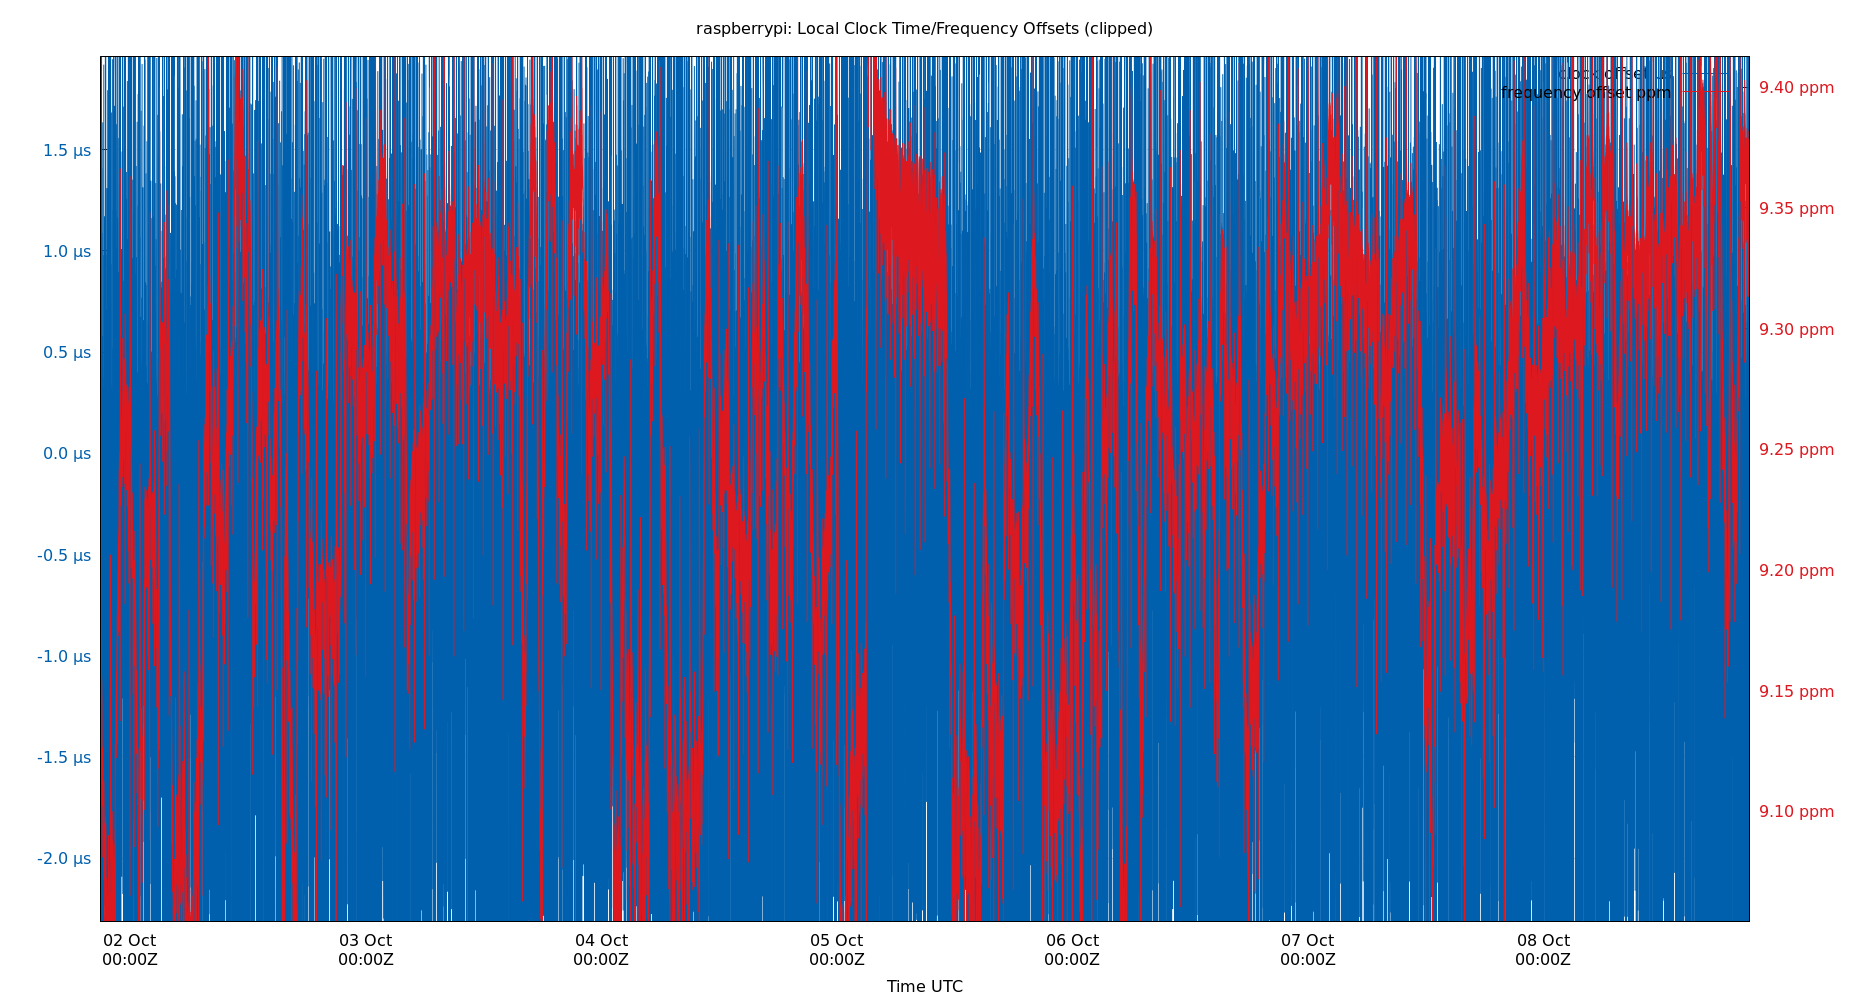 raspberrypi: Local Clock Time/Frequency Offsets (clipped)
clock offset µs
frequency offset ppm
1.5 µs
1.0 µs
0.5 µs
0.0 µs
-0.5 µs
-1.0 µs
-1.5 µs
-2.0 µs
9.40 ppm
9.35 ppm
9.30 ppm
9.25 ppm
9.20 ppm
9.15 ppm
9.10 ppm
02 Oct 03 Oct 04 Oct 05 Oct 06 Oct 07 Oct 08 Oct
00:00Z 00:00Z 00:00Z 00:00Z 00:00Z 00:00Z 00:00Z
Time UTC